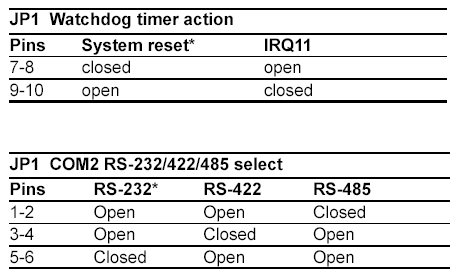 JP1 Watchdog timer action
Pins System reset* IRQ11
7-8 closed open
9-10 open closed
JP1 COM2 RS-232/422/485 select
Pins RS-232* RS-422 RS-485
1-2 Open Open Closed
3-4 Open Closed Open
5-6 Closed Open Open